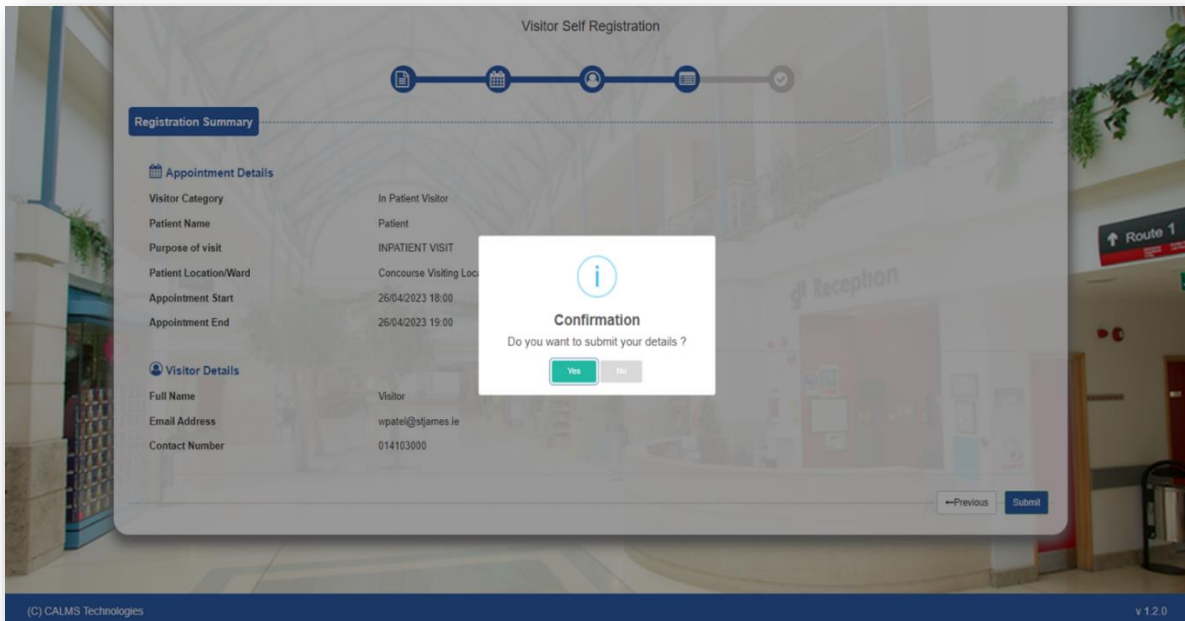 Visitor Self Registration
Registration Summary
Appointment Details
Visitor Category In Patient Visitor
Patient Name Patient
Purpose of visit INPATIENT VISIT
Patient Location/Ward Concourse Visiting Loca
Appointment Start 26/04/2023 18:00
Appointment End 26/04/2023 19:00
Visitor Details
Full Name Visitor
Email Address wpatel@stjames.ie
Contact Number 014103000
Confirmation
Do you want to submit your details ?
Yes No
←Previous Submit
Reception
↑ Route 1
(C) CALMS Technologies v 1.2.0